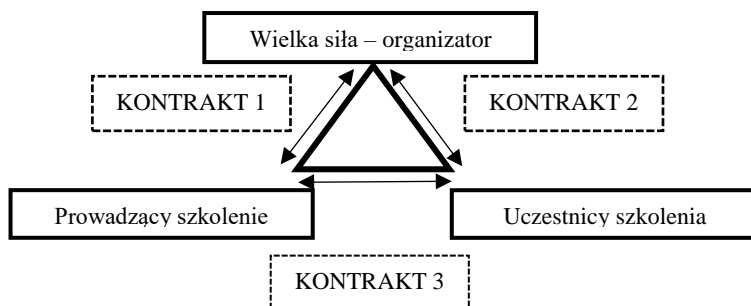 Wielka siła – organizator
KONTRAKT 1
KONTRAKT 2
Prowadzący szkolenie
Uczestnicy szkolenia
KONTRAKT 3